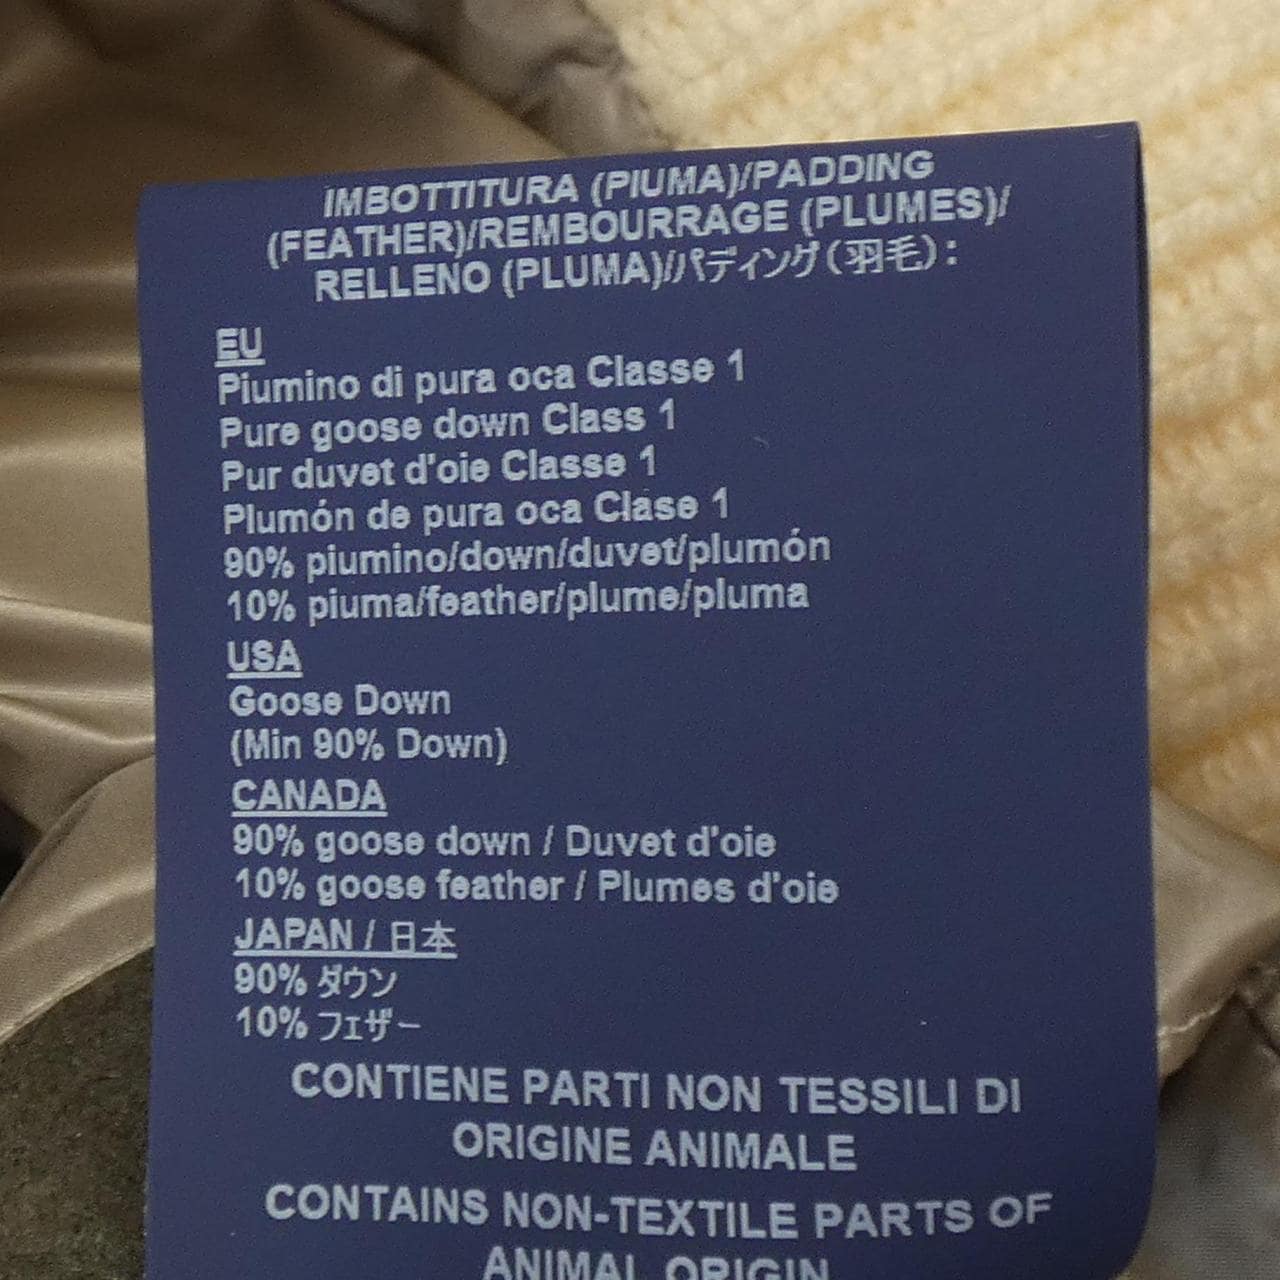 IMBOTTITURA (PIUMA)/PADDING
(FEATHER)/REMBOURRAGE (PLUMES)/
RELLENO (PLUMA)/パディング(羽毛):
EU
Piumino di pura oca Classe 1
Pure goose down Class 1
Pur duvet d'oie Classe 1
Plumón de pura oca Clase 1
90% piumino/down/duvet/plumón
10% piuma/feather/plume/pluma
USA
Goose Down
(Min 90% Down)
CANADA
90% goose down / Duvet d'oie
10% goose feather / Plumes d'oie
JAPAN / 日本
90% ダウン
10% フェザー
CONTIENE PARTI NON TESSILI DI
ORIGINE ANIMALE
CONTAINS NON-TEXTILE PARTS OF
ANIMAL ORIGIN